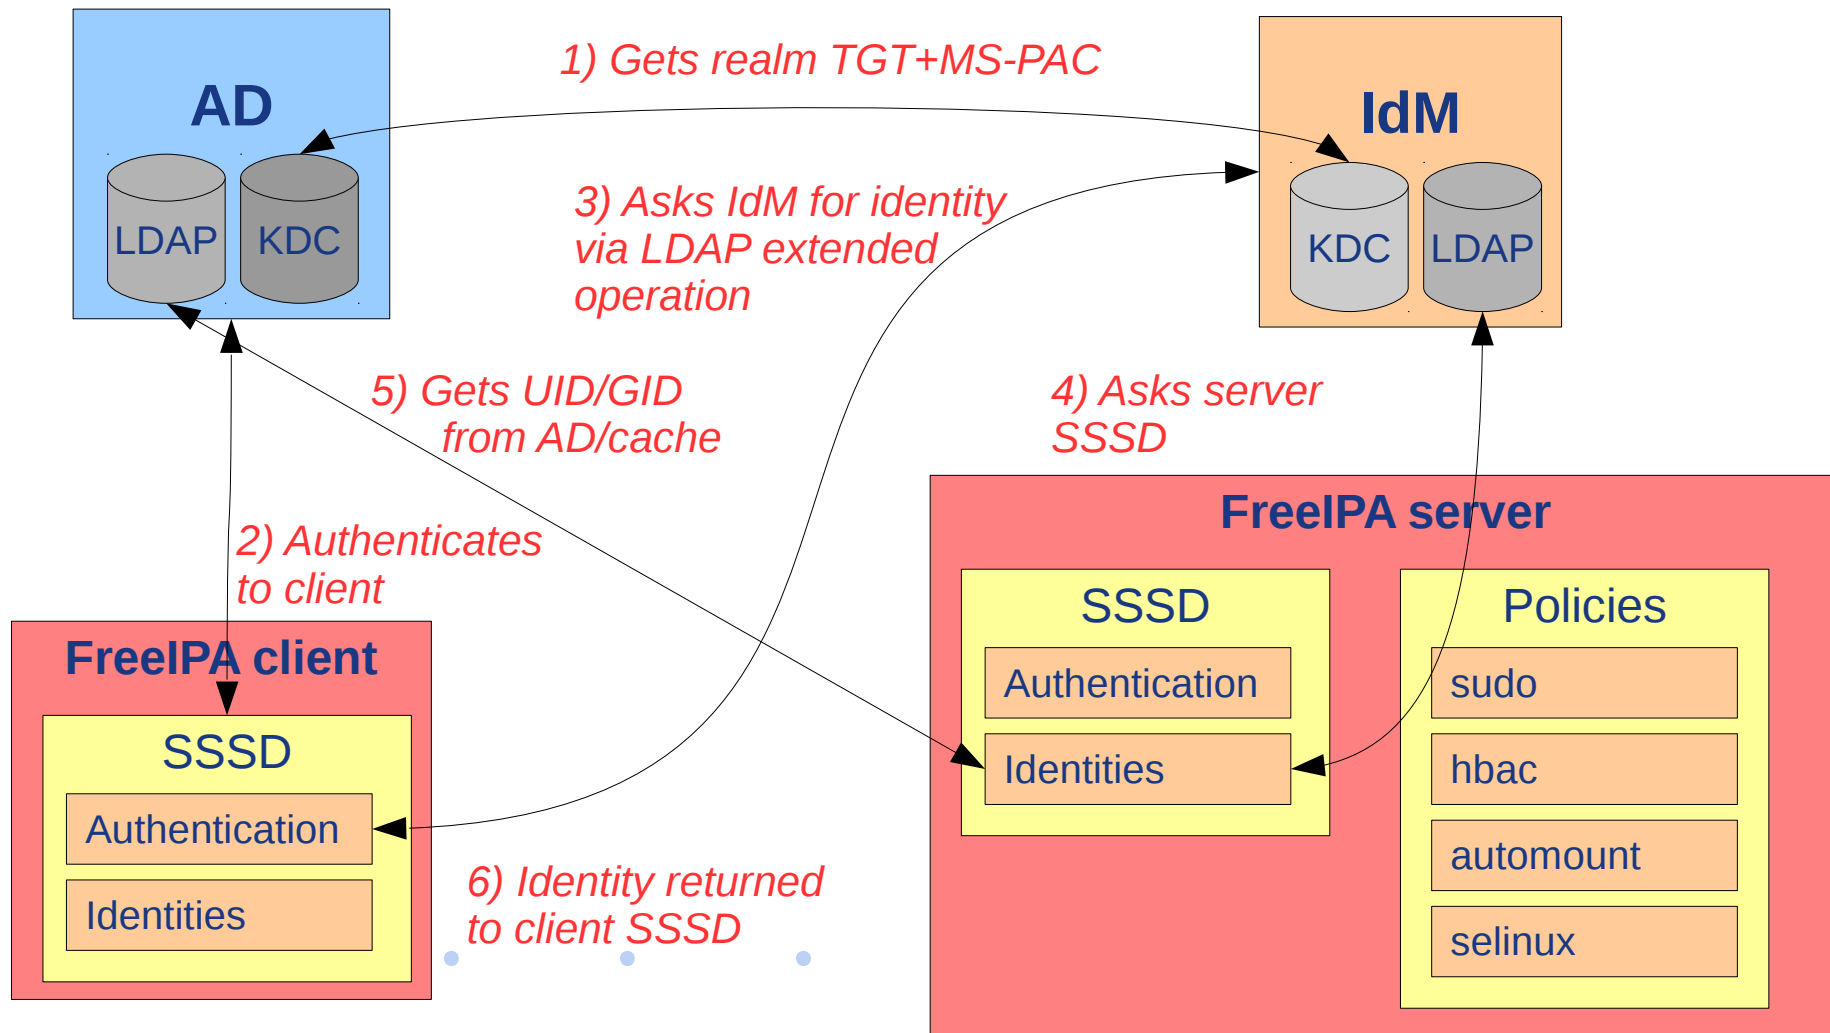 AD
LDAP
KDC
1) Gets realm TGT+MS-PAC
IdM
KDC
LDAP
3) Asks IdM for identity
via LDAP extended
operation
5) Gets UID/GID
from AD/cache
4) Asks server
SSSD
2) Authenticates
to client
FreeIPA client
SSSD
Authentication
Identities
6) Identity returned
to client SSSD
FreeIPA server
SSSD
Authentication
Identities
Policies
sudo
hbac
automount
selinux